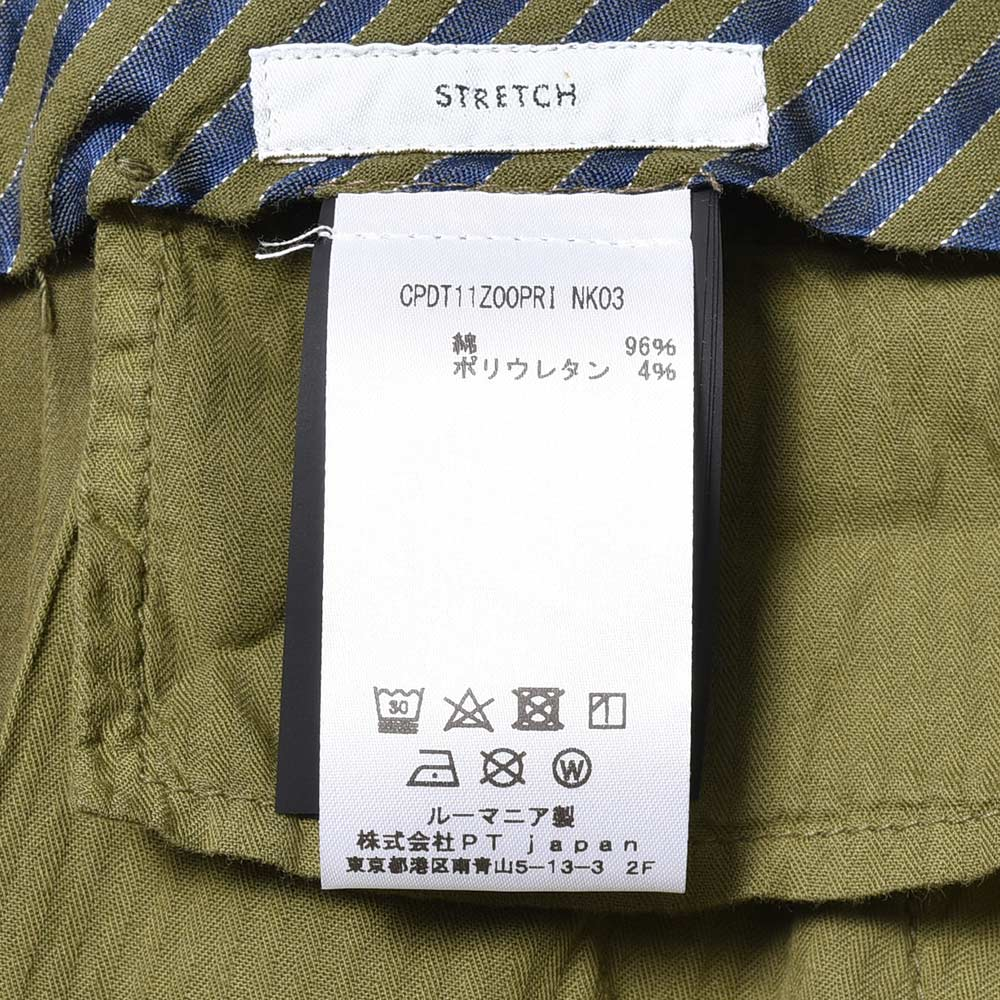 STRETCH
CPDT11Z00PRI NK03
綿 96%
ポリウレタン 4%
30
W
ルーマニア製
株式会社PT japan
東京都港区南青山5-13-3 2F